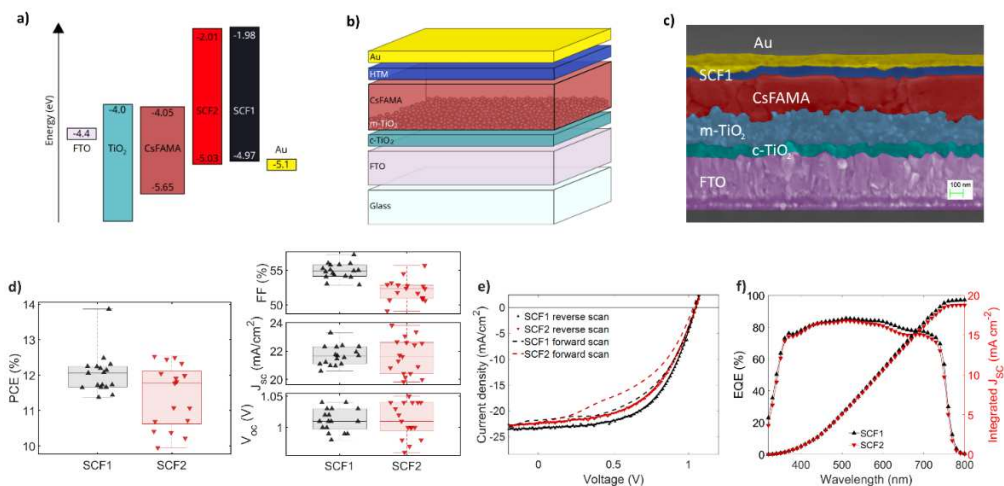 a)
Energy (eV)
-4.4
FTO
-4.0
TiO2
-4.05
CsFAMA
-5.65
-2.01
SCF2
-5.03
-1.98
SCF1
-4.97
Au
-5.1
b)
Au
HTM
CsFAMA
m-TiO2
c-TiO2
FTO
Glass
c)
Au
SCF1
CsFAMA
m-TiO2
c-TiO2
FTO
100 nm
d)
PCE (%)
14
13
12
11
10
SCF1
SCF2
FF (%)
55
50
JSC (mA/cm2)
24
22
20
Voc (V)
1.05
1
SCF1
SCF2
e)
Current density (mA/cm2)
0
-5
-10
-15
-20
-25
SCF1 reverse scan
SCF2 reverse scan
SCF1 forward scan
SCF2 forward scan
0
0.5
1
Voltage (V)
f)
EQE (%)
100
80
60
40
20
0
Integrated JSC (mA cm-2)
20
15
10
5
0
SCF1
SCF2
400
500
600
700
800
Wavelength (nm)